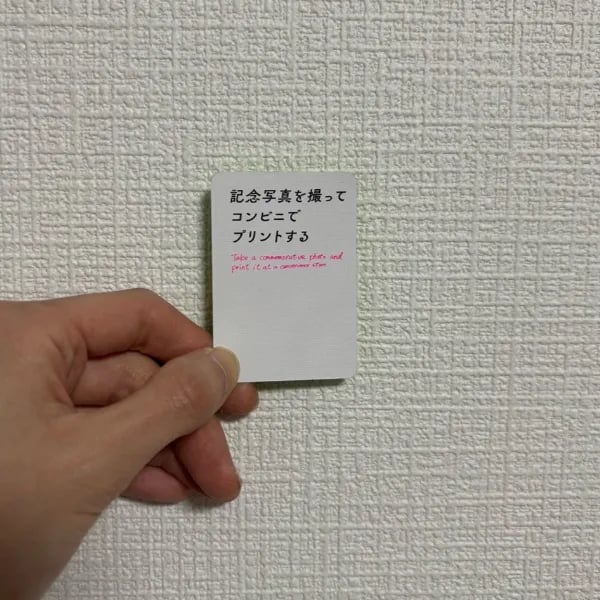 記念写真を撮って
コンビニで
プリントする
Take a commemorative photo and
print it at a convenience store